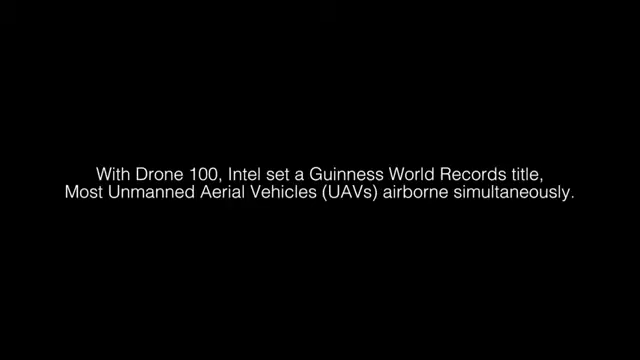 With Drone 100, Intel set a Guinness World Records title,
Most Unmanned Aerial Vehicles (UAVs) airborne simultaneously.